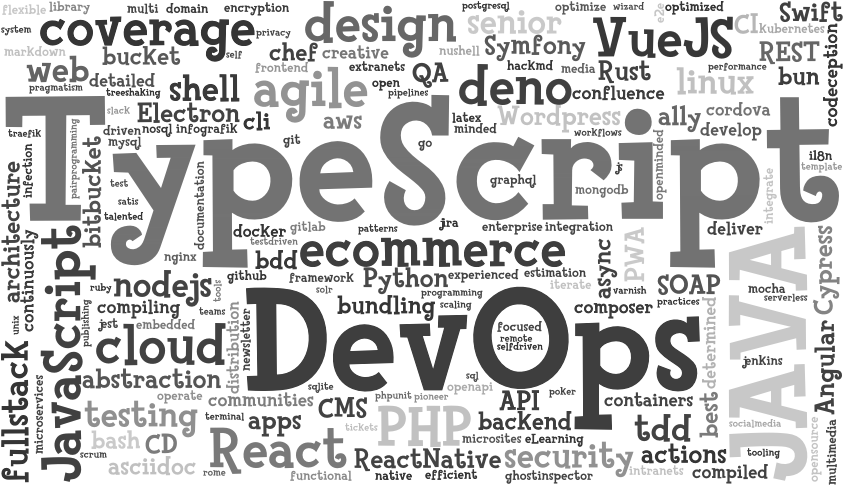 flexible
library
multi
domain
encryption
postgresql
optimize
wizard
e2e
optimized
Swift
system
coverage
privacy
design
senior
VueJS
CI
Kubernetes
markdown
bucket
self
chef
creative
nushell
Symfony
REST
web
detailed
frontend
extranets
open
QA
hackmd
media
Rust
performance
bun
codeception
pragmatism
treeshaking
shell
agile
pipelines
deno
confluence
linux
slack
Electron
cli
aws
latex
minded
Wordpress
ally
cordova
traefik
driven
nosql
infografik
git
go
workflows
develop
mysql
TypeScript
pairprogramming
bitbucket
infection
test
satis
talented
documentation
graphql
jr
mongodb
openminded
i18n
template
integrate
architecture
continuously
docker
gitlab
patterns
jira
enterprise
integration
deliver
testdriven
nginx
bdd
ecommerce
async
PWA
JAVA
Cypress
JavaScript
ruby
nodejs
tools
github
framework
solr
Python
experienced
estimation
iterate
varnish
SOAP
mocha
serverless
unix
publishing
compiling
teams
distribution
newsletter
bundling
programming
scaling
composer
practices
best
determined
jest
embedded
DevOps
focused
remote
selfdriven
cloud
Angular
jenkins
fullstack
microservices
abstraction
sqlite
sql
openapi
operate
communities
phpunit
pioneer
poker
API
containers
testing
terminal
apps
CMS
tickets
PHP
backend
tdd
socialmedia
bash
CD
React
microsites
eLearning
actions
tooling
opensource
multimedia
scrum
asciidoc
rome
functional
ReactNative
native
efficient
security
ghostinspector
intranets
compiled